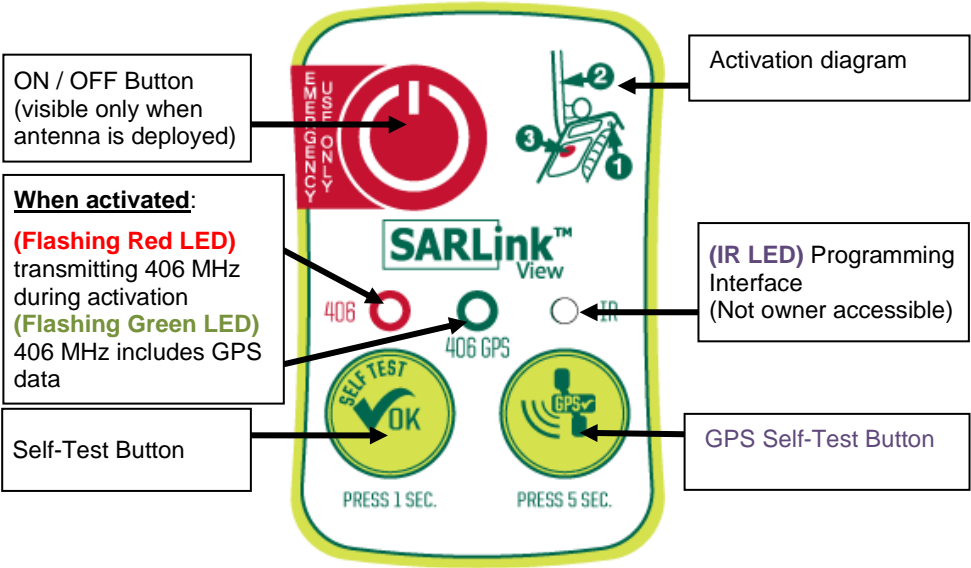 ON / OFF Button
(visible only when
antenna is deployed)
EMERGENCY
USE ONLY
2
3
1
Activation diagram
When activated:
(Flashing Red LED)
transmitting 406 MHz
during activation
(Flashing Green LED)
406 MHz includes GPS
data
SARLink™
View
406
406 GPS
IR
(IR LED) Programming
Interface
(Not owner accessible)
Self-Test Button
SELF TEST
OK
PRESS 1 SEC.
GPS
PRESS 5 SEC.
GPS Self-Test Button